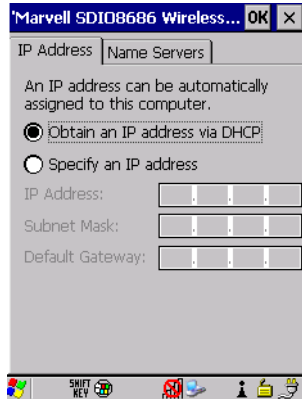 'Marvell SDIO8686 Wireless... OK ×
IP Address Name Servers
An IP address can be automatically
assigned to this computer.
Obtain an IP address via DHCP
Specify an IP address
IP Address:
Subnet Mask:
Default Gateway:
SHIFT
KEY